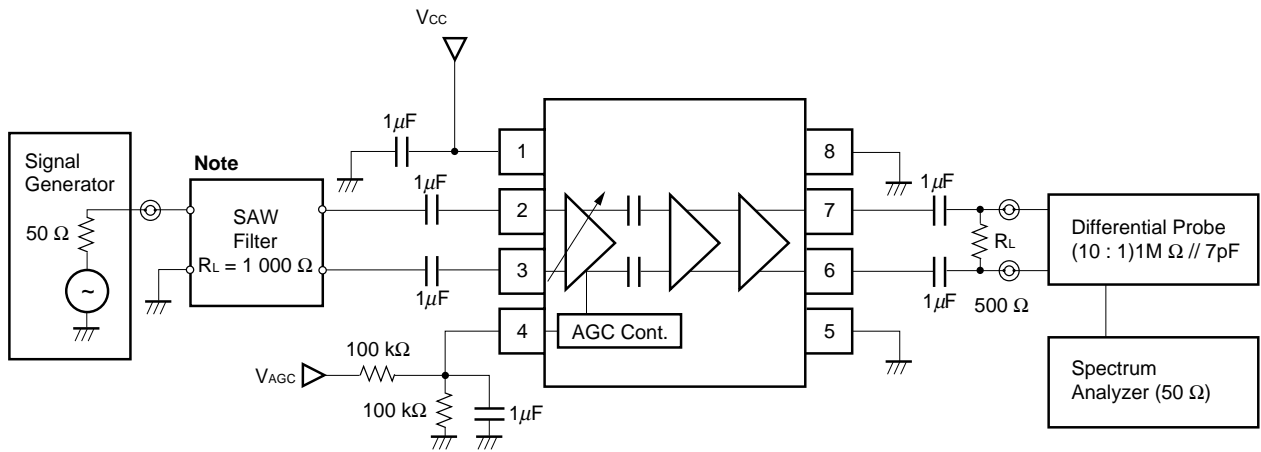 VCC
1µF
1
8
Signal
Generator
50 Ω
~
Note
SAW
Filter
RL = 1 000 Ω
1µF
2
7
1µF
1µF
3
6
1µF
RL
500 Ω
Differential Probe
(10 : 1)1M Ω // 7pF
4
AGC Cont.
5
VAGC
100 kΩ
100 kΩ
1µF
Spectrum
Analyzer (50 Ω)